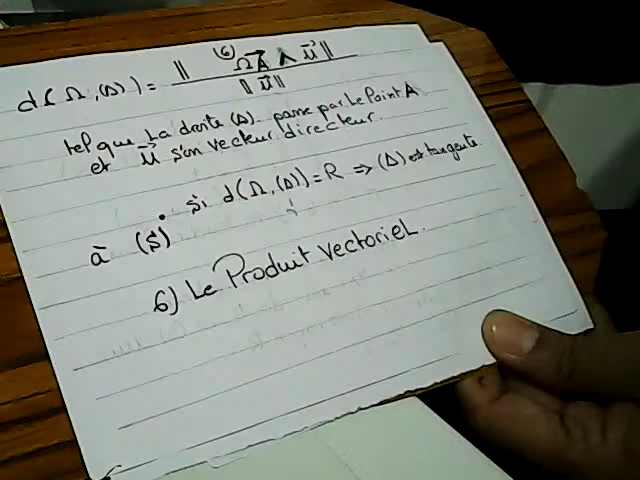 (6)
d(Ω,(Δ)) = ||ΩA ∧ u|| / ||u||
tel que La droite (Δ) passe par Le Point A
et u s'on vecteur directeur.
si d(Ω,(Δ)) = R => (Δ) est tangente
à (S)
6) Le Produit vectorieL.